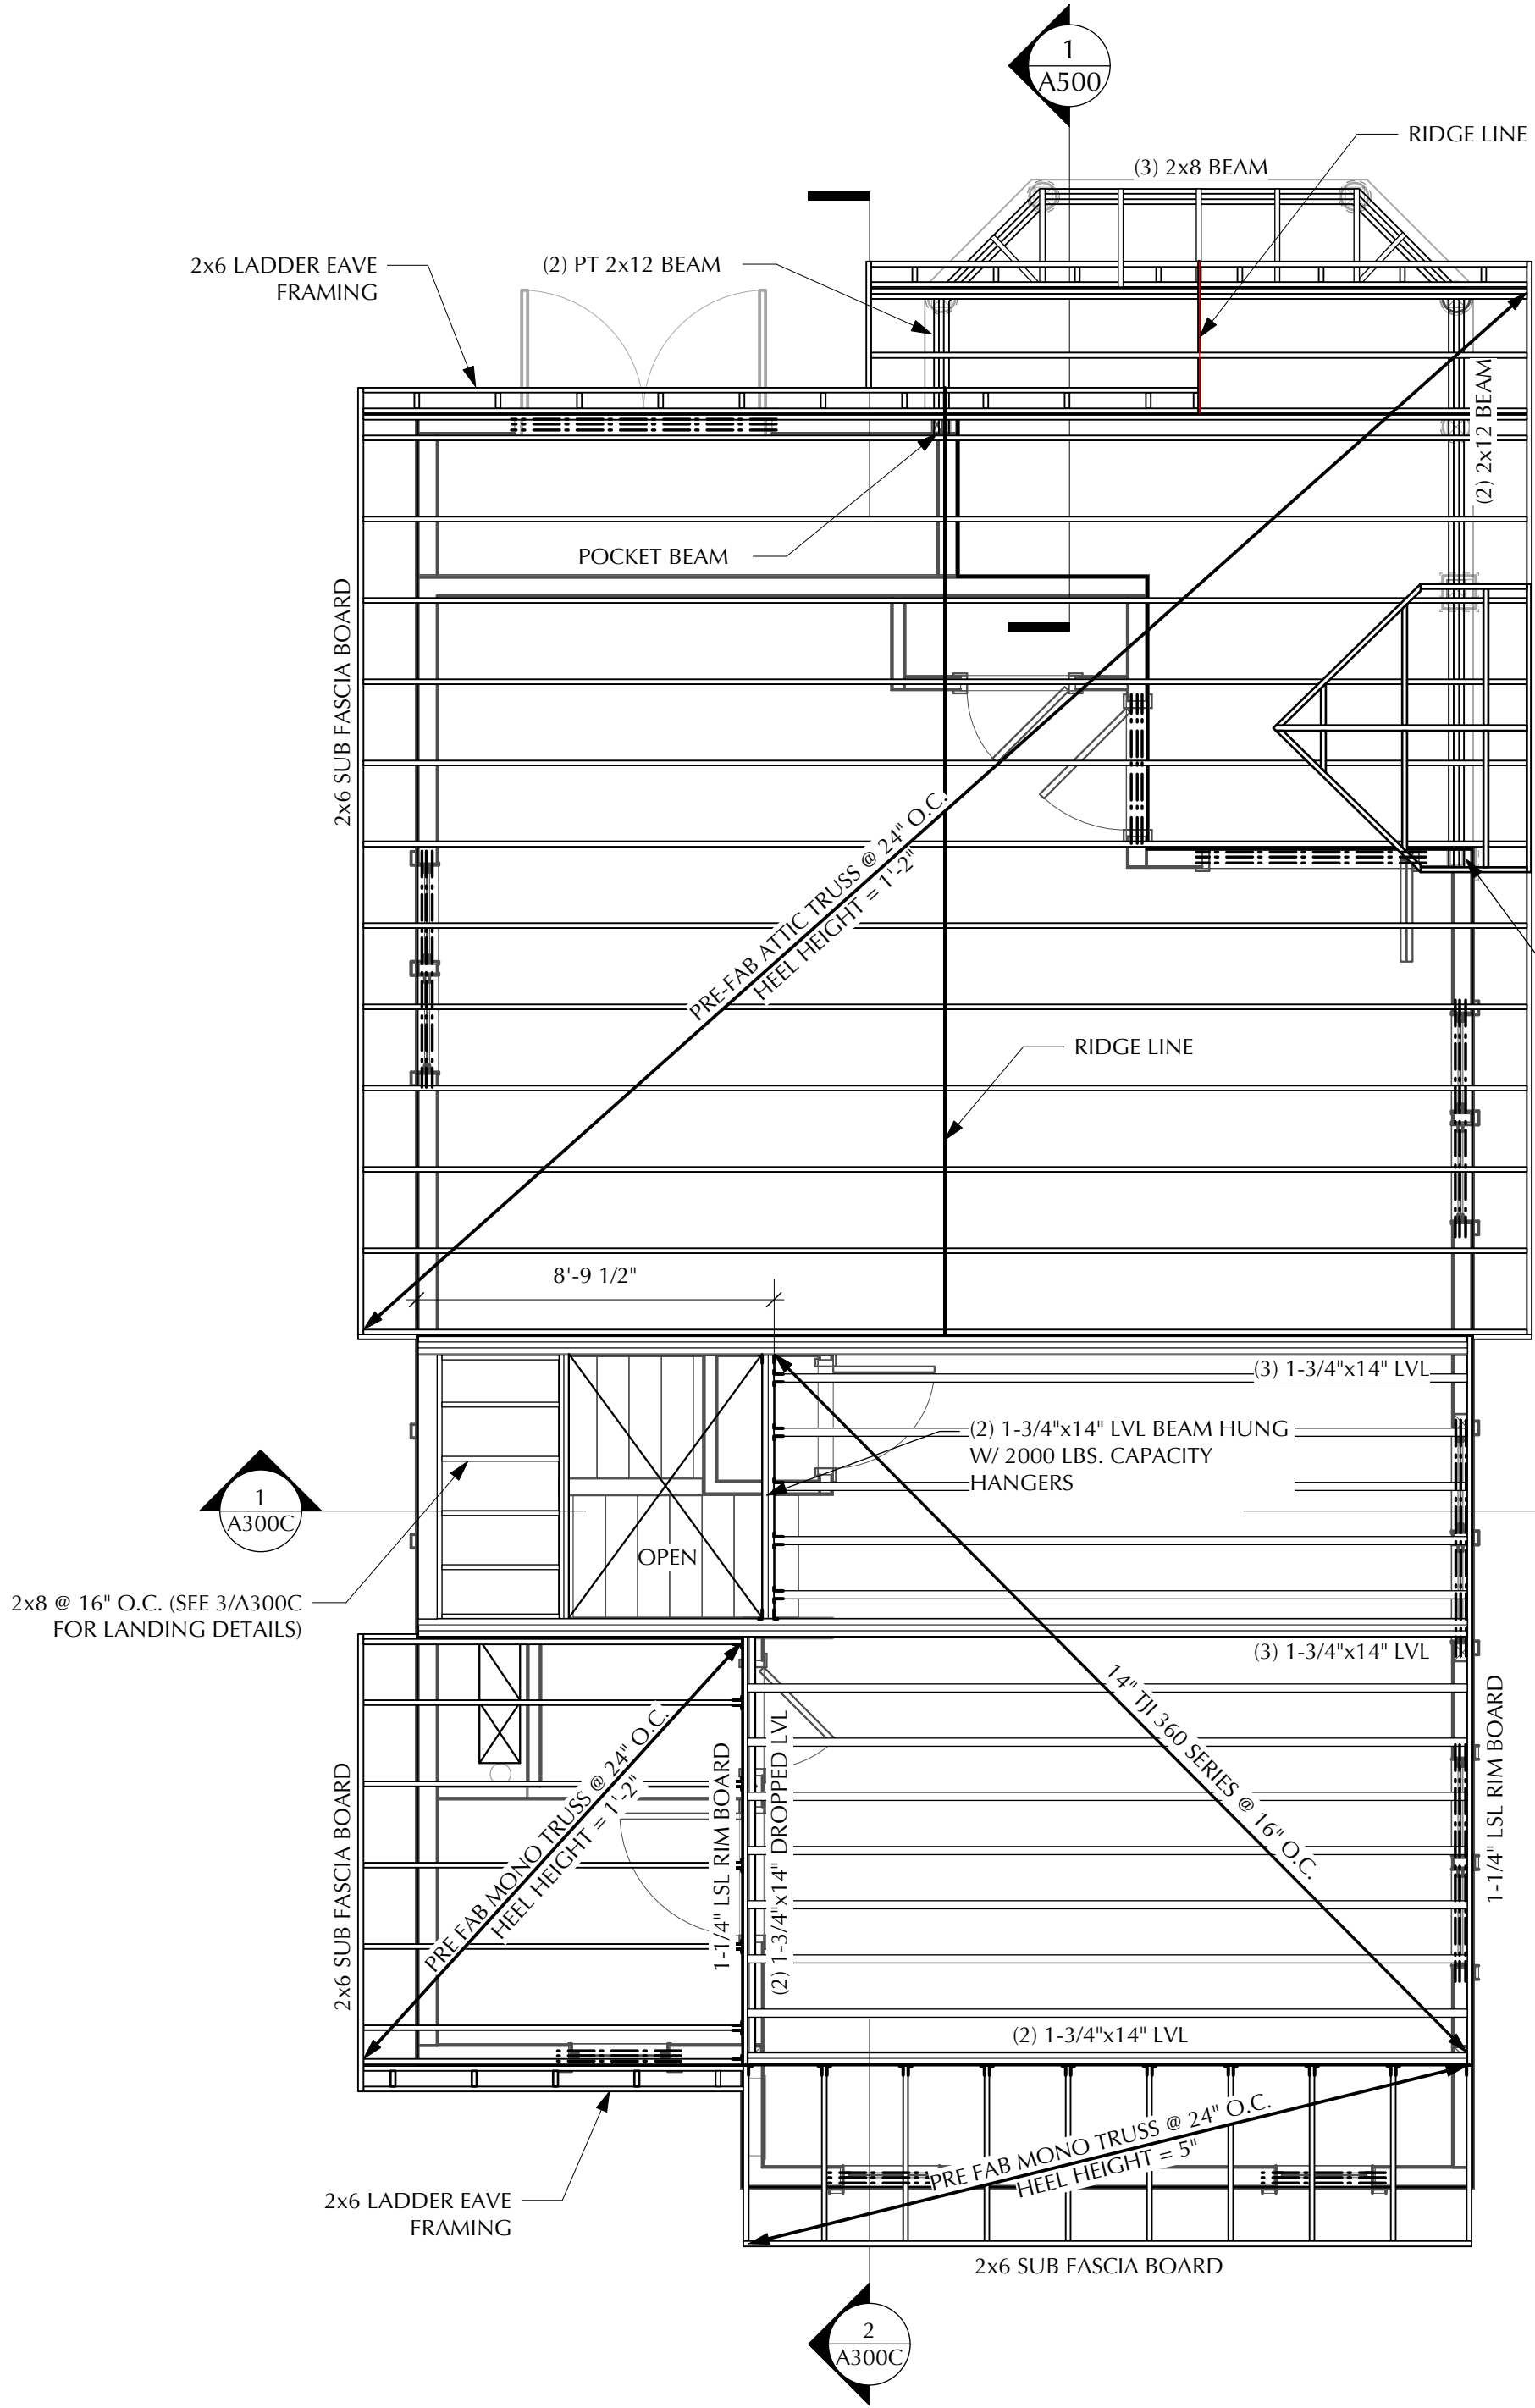 1
A500
RIDGE LINE
(3) 2x8 BEAM
2x6 LADDER EAVE
FRAMING
(2) PT 2x12 BEAM
(2) 2x12 BEAM
POCKET BEAM
2x6 SUB FASCIA BOARD
PRE-FAB ATTIC TRUSS @ 24" O.C.
HEEL HEIGHT = 1'-2"
RIDGE LINE
8'-9 1/2"
(3) 1-3/4"x14" LVL
(2) 1-3/4"x14" LVL BEAM HUNG
W/ 2000 LBS. CAPACITY
HANGERS
1
A300C
OPEN
2x8 @ 16" O.C. (SEE 3/A300C
FOR LANDING DETAILS)
(3) 1-3/4"x14" LVL
14" TJI 360 SERIES @ 16" O.C.
1-1/4" LSL RIM BOARD
PRE FAB MONO TRUSS @ 24" O.C.
HEEL HEIGHT = 1'-2"
1-1/4" LSL RIM BOARD
(2) 1-3/4"x14" DROPPED LVL
2x6 SUB FASCIA BOARD
(2) 1-3/4"x14" LVL
PRE FAB MONO TRUSS @ 24" O.C.
HEEL HEIGHT = 5"
2x6 LADDER EAVE
FRAMING
2x6 SUB FASCIA BOARD
2
A300C